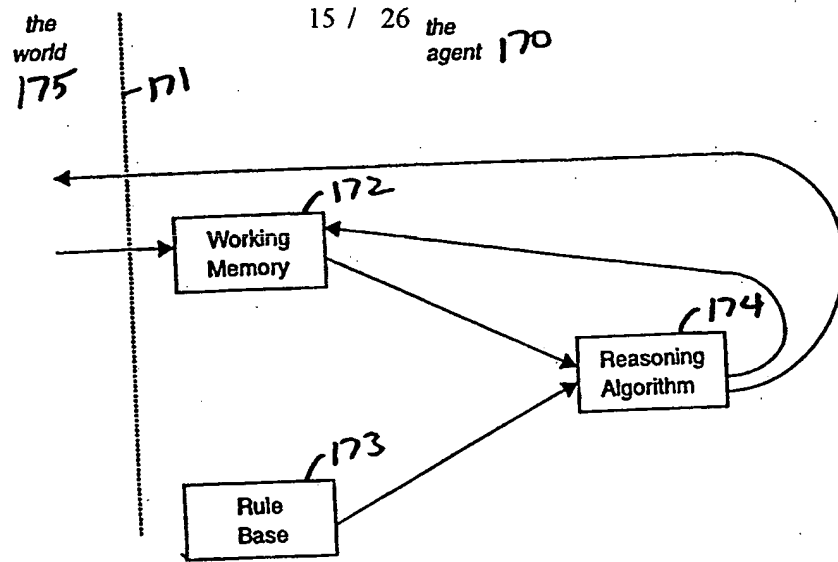 15 / 26
the
world
175
171
the
agent 170
172
Working
Memory
174
Reasoning
Algorithm
173
Rule
Base